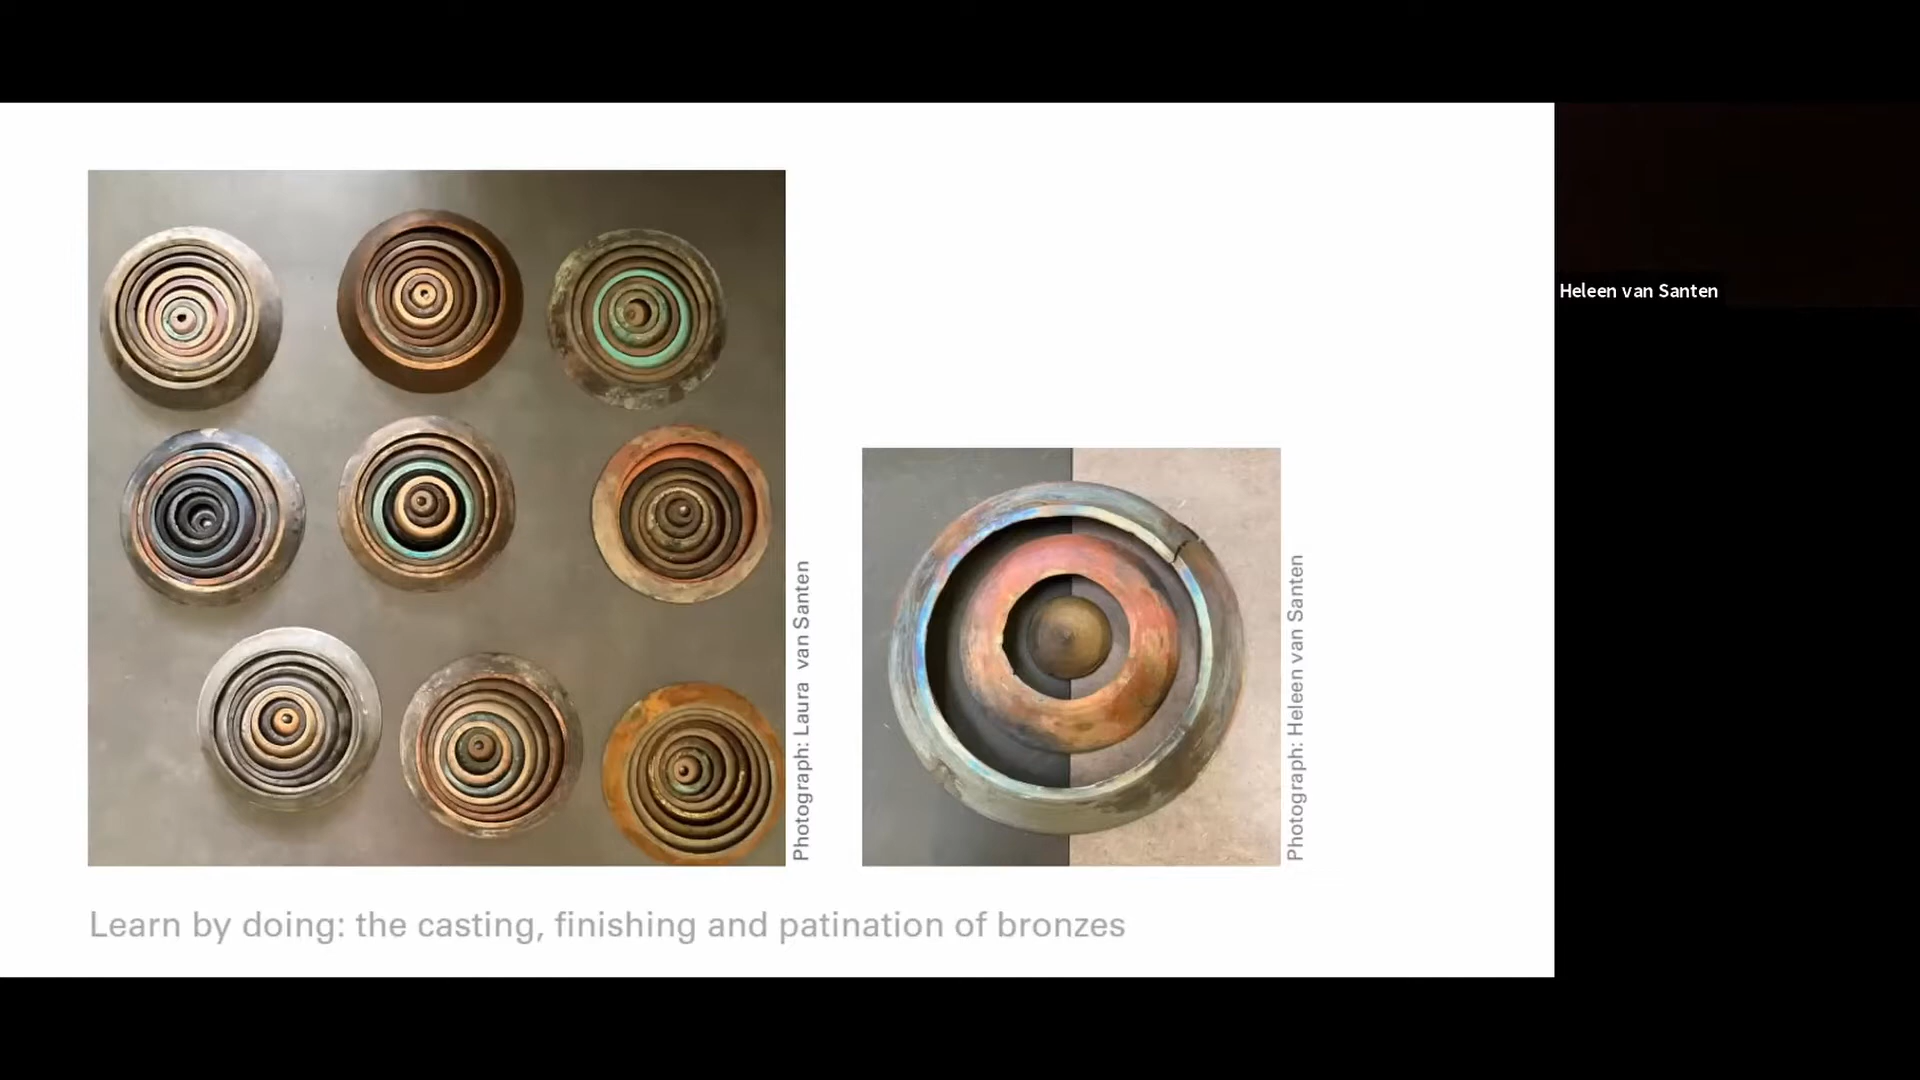 Photograph: Laura van Santen
Photograph: Heleen van Santen
Learn by doing: the casting, finishing and patination of bronzes
Heleen van Santen